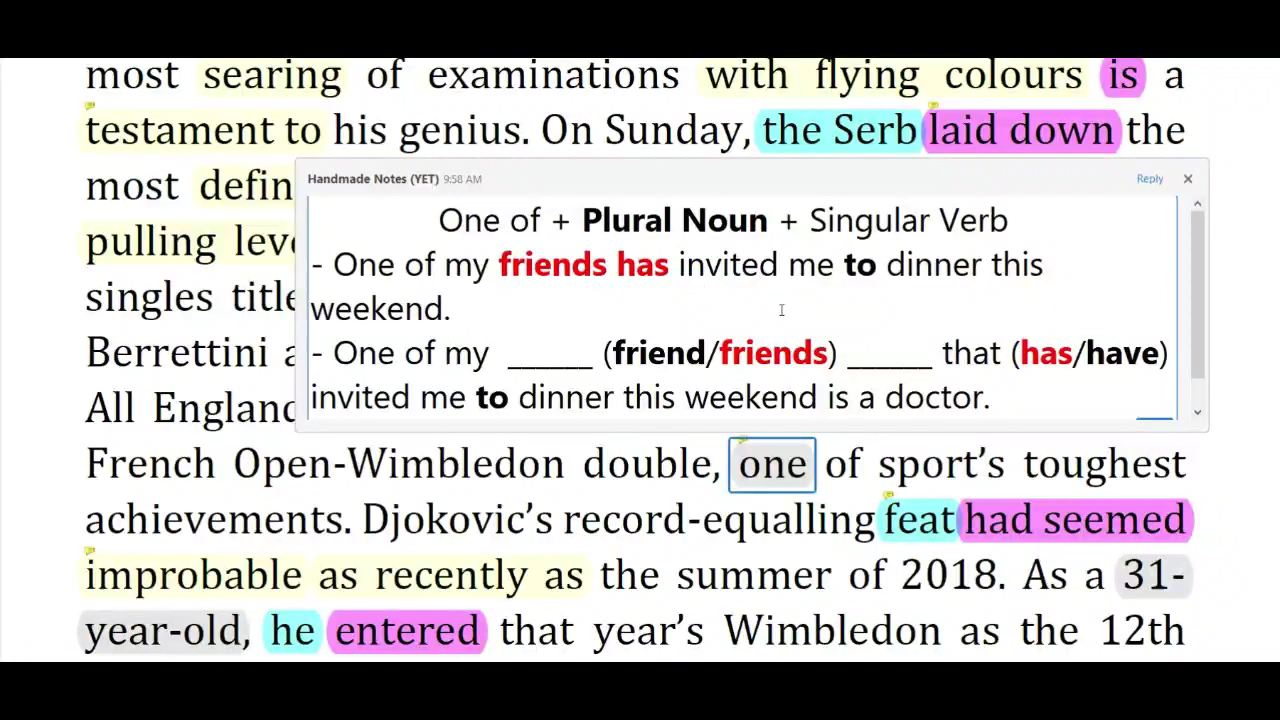 most searing of examinations with flying colours is a
testament to his genius. On Sunday, the Serb laid down the
most defin
pulling leve
singles title
Berrettini a
All England
Handmade Notes (YET) 9:58 AM Reply
One of + Plural Noun + Singular Verb
- One of my friends has invited me to dinner this
weekend.
- One of my ______ (friend/friends) ______ that (has/have)
invited me to dinner this weekend is a doctor.
French Open-Wimbledon double, one of sport’s toughest
achievements. Djokovic’s record-equalling feat had seemed
improbable as recently as the summer of 2018. As a 31-
year-old, he entered that year’s Wimbledon as the 12th